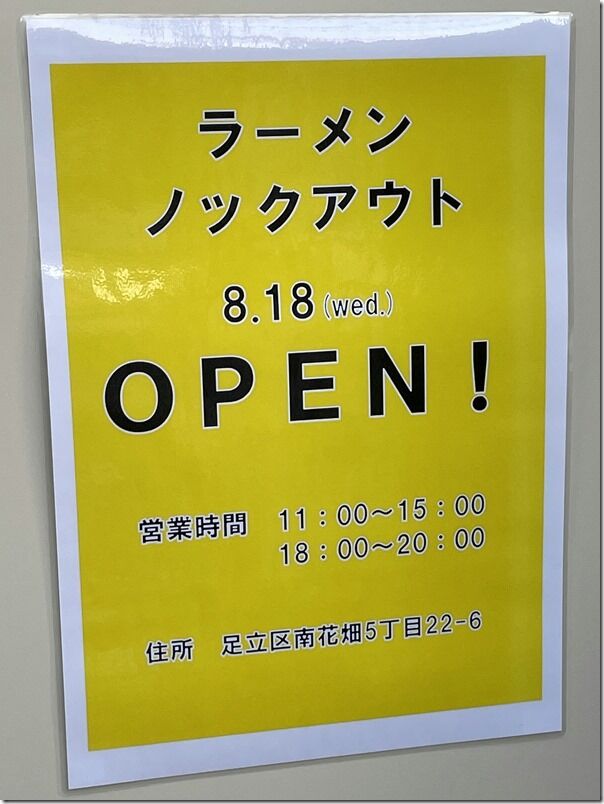 ラーメン
ノックアウト
8.18(wed.)
OPEN!
営業時間 11:00～15:00
18:00～20:00
住所 足立区南花畑5丁目22-6